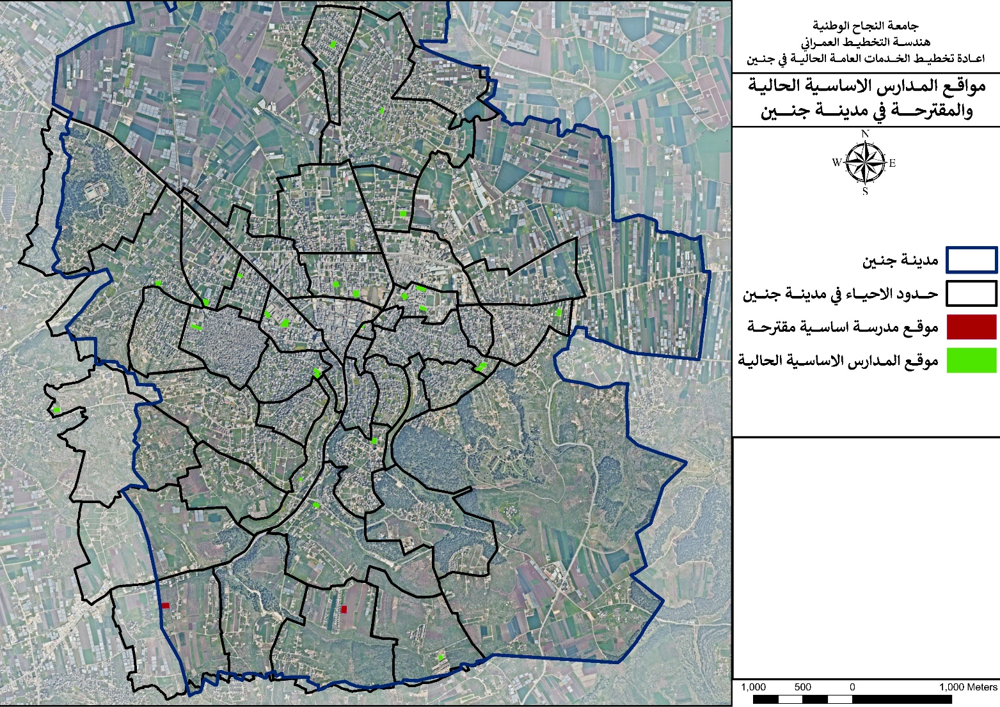 جامعة النجاح الوطنية
هندسة التخطيط العمراني
اعادة تخطيط الخدمات العامة الحالية في جنين
مواقع المدارس الاساسية الحالية
والمقترحة في مدينة جنين
N
W E
S
مدينة جنين
حدود الاحياء في مدينة جنين
موقع مدرسة اساسية مقترحة
موقع المدارس الاساسية الحالية
1,000 500 0 1,000 Meters